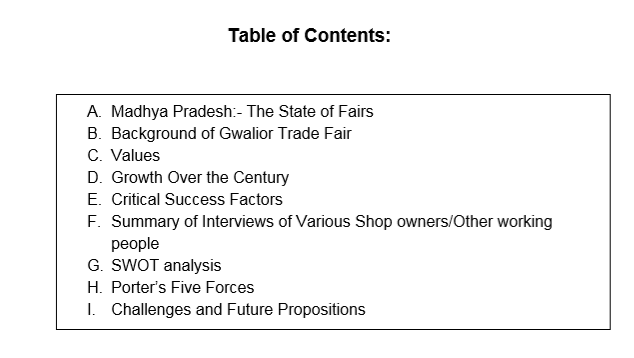 Table of Contents:
A. Madhya Pradesh:- The State of Fairs
B. Background of Gwalior Trade Fair
C. Values
D. Growth Over the Century
E. Critical Success Factors
F. Summary of Interviews of Various Shop owners/Other working
people
G. SWOT analysis
H. Porter's Five Forces
I. Challenges and Future Propositions